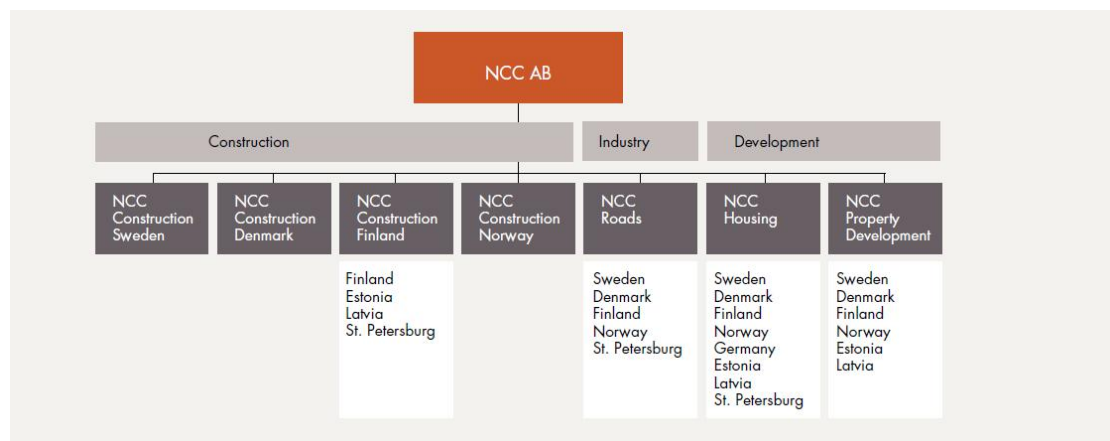 NCC AB
Construction
Industry
Development
NCC
Construction
Sweden
NCC
Construction
Denmark
NCC
Construction
Finland
NCC
Construction
Norway
NCC
Roads
NCC
Housing
NCC
Property
Development
Finland
Estonia
Latvia
St. Petersburg
Sweden
Denmark
Finland
Norway
St. Petersburg
Sweden
Denmark
Finland
Norway
Germany
Estonia
Latvia
St. Petersburg
Sweden
Denmark
Finland
Norway
Estonia
Latvia